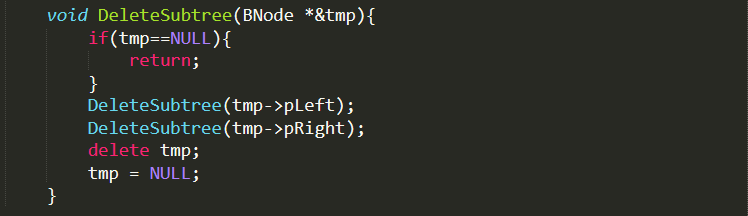 void DeleteSubtree(BNode *&tmp){
    if(tmp==NULL){
        return;
    }
    DeleteSubtree(tmp->pLeft);
    DeleteSubtree(tmp->pRight);
    delete tmp;
    tmp = NULL;
}